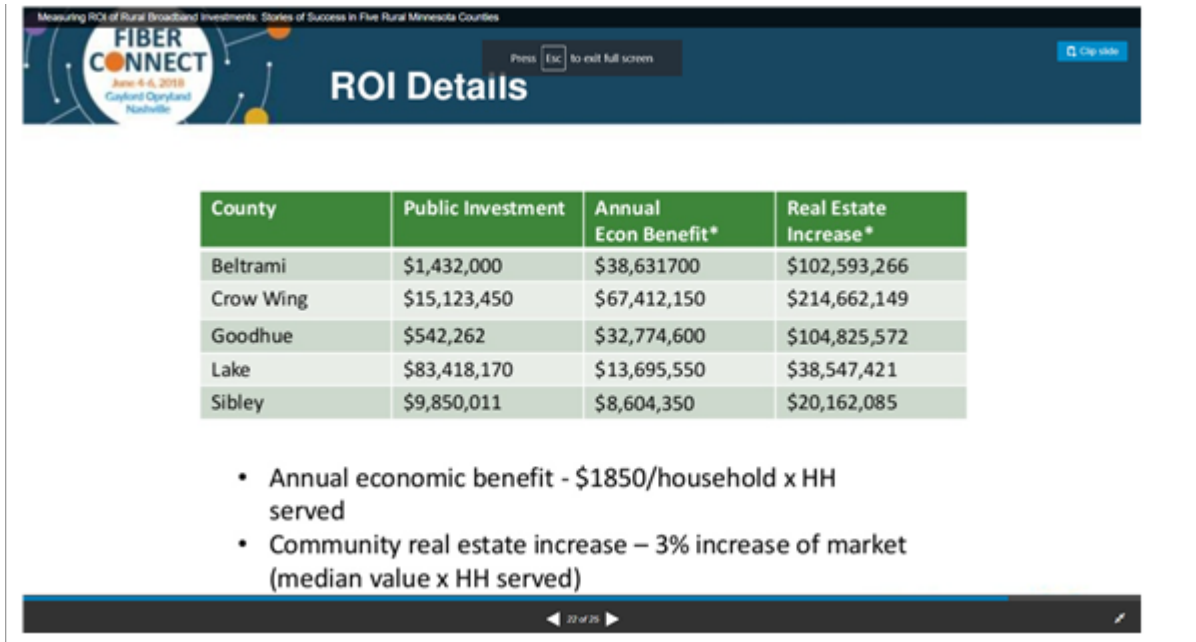 Measuring ROI of Rural Broadband Investments: Stories of Success in Five Rural Minnesota Counties
FIBER
CONNECT
June 4-6, 2018
Gaylord Opryland
Nashville
Press Esc to exit full screen
Clip slide
ROI Details
County Public Investment Annual Econ Benefit* Real Estate Increase*
Beltrami $1,432,000 $38,631700 $102,593,266
Crow Wing $15,123,450 $67,412,150 $214,662,149
Goodhue $542,262 $32,774,600 $104,825,572
Lake $83,418,170 $13,695,550 $38,547,421
Sibley $9,850,011 $8,604,350 $20,162,085
• Annual economic benefit - $1850/household x HH
served
• Community real estate increase – 3% increase of market
(median value x HH served)
22 of 25